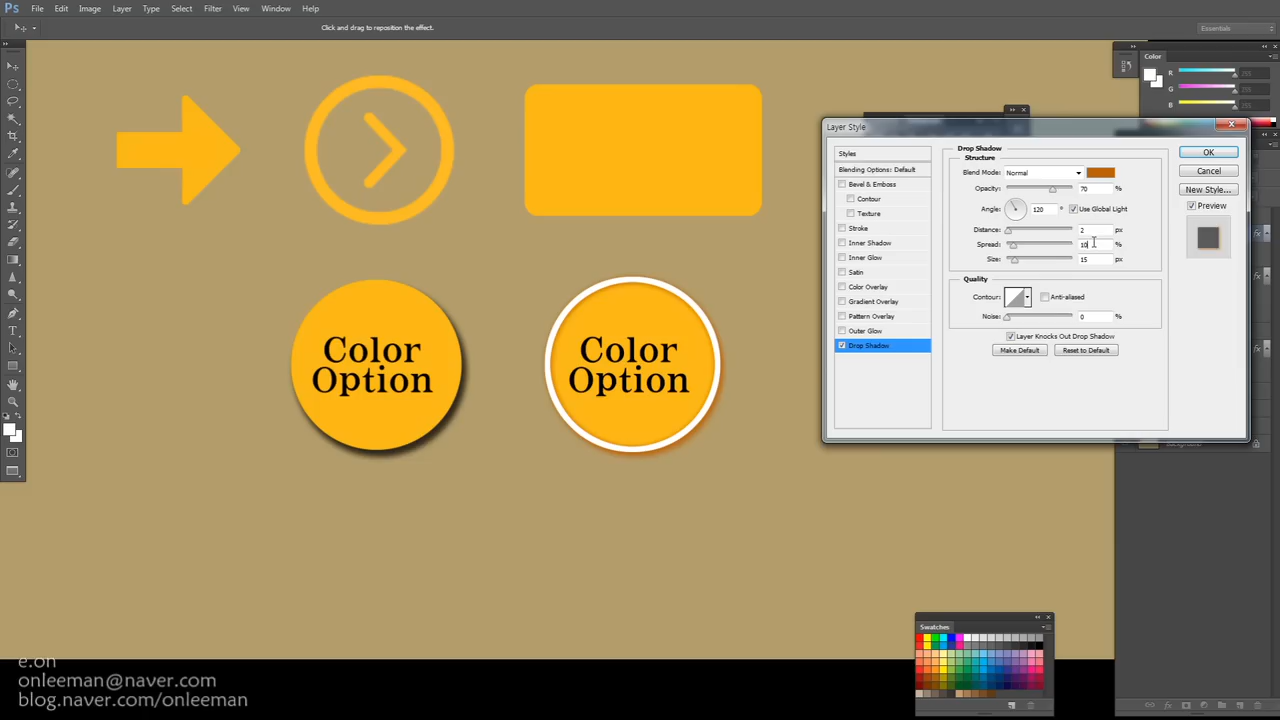 Ps File Edit Image Layer Type Select Filter View Window Help
Click and drag to reposition the effect.
Essentials
Color
R 255
G 255
B 255
Layer Style
Styles
Blending Options: Default
Bevel & Emboss
Contour
Texture
Stroke
Inner Shadow
Inner Glow
Satin
Color Overlay
Gradient Overlay
Pattern Overlay
Outer Glow
Drop Shadow
Drop Shadow
Structure
Blend Mode: Normal
Opacity: 70 %
Angle: 120 ° Use Global Light
Distance: 2 px
Spread: 10 %
Size: 15 px
Quality
Contour: Anti-aliased
Noise: 0 %
Layer Knocks Out Drop Shadow
Make Default Reset to Default
OK
Cancel
New Style...
Preview
Color
Option
Color
Option
Swatches
e.on
onleeman@naver.com
blog.naver.com/onleeman